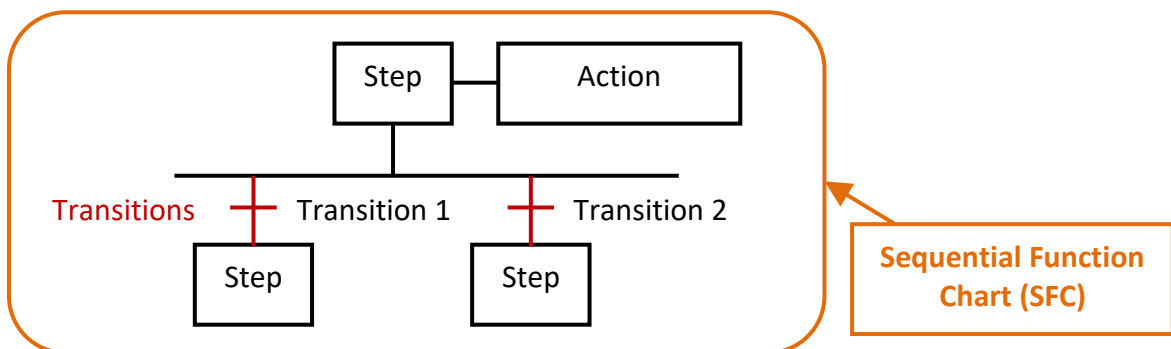 Step
Action
Transitions
Transition 1
Transition 2
Step
Step
Sequential Function
Chart (SFC)